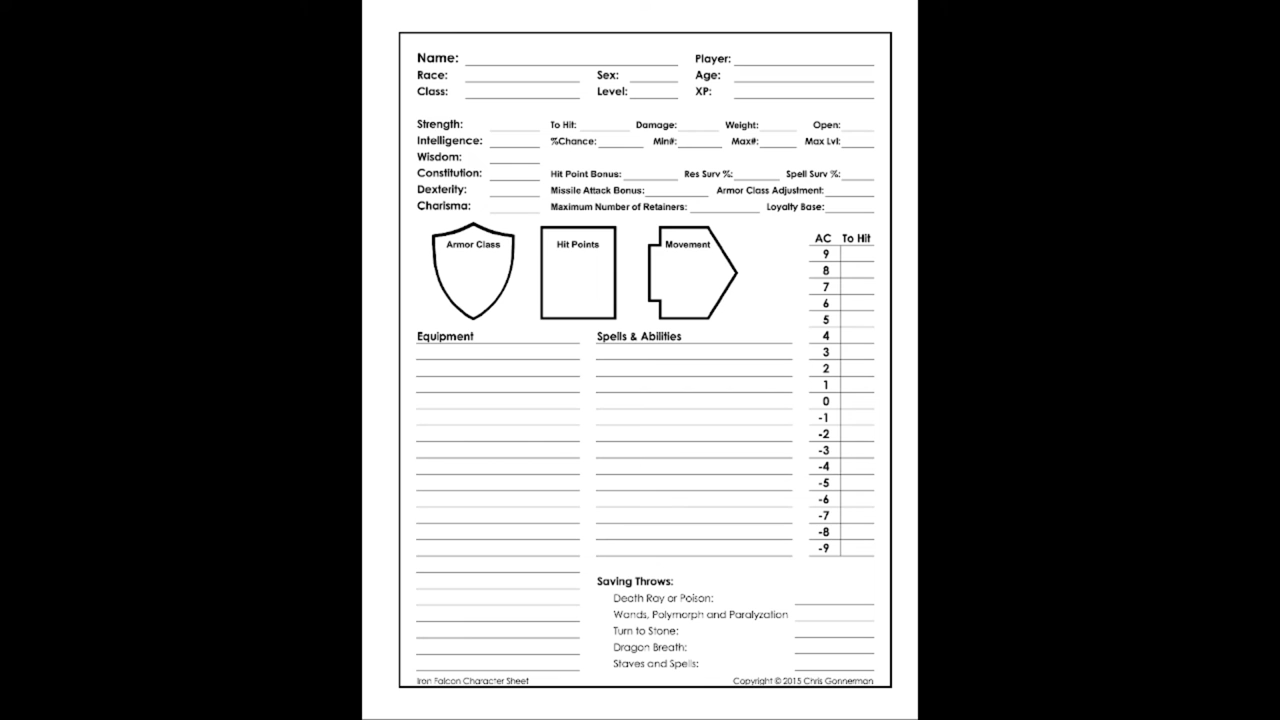 Name: Player:
Race: Sex: Age:
Class: Level: XP:
Strength: To Hit: Damage: Weight: Open:
Intelligence: %Chance: Min#: Max#: Max Lvl:
Wisdom:
Constitution: Hit Point Bonus: Res Surv %: Spell Surv %:
Dexterity: Missile Attack Bonus: Armor Class Adjustment:
Charisma: Maximum Number of Retainers: Loyalty Base:
Armor Class Hit Points Movement
AC To Hit
9
8
7
6
5
4
3
2
1
0
-1
-2
-3
-4
-5
-6
-7
-8
-9
Equipment Spells & Abilities
Saving Throws:
Death Ray or Poison:
Wands, Polymorph and Paralyzation
Turn to Stone:
Dragon Breath:
Staves and Spells:
Iron Falcon Character Sheet Copyright © 2015 Chris Gonnerman